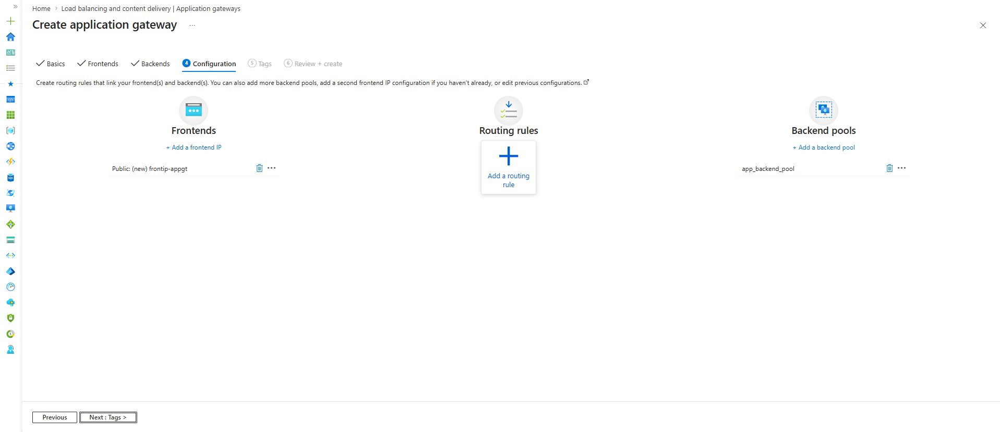 Home > Load balancing and content delivery | Application gateways
Create application gateway ...
Basics Frontends Backends 4 Configuration 5 Tags 6 Review + create
Create routing rules that link your frontend(s) and backend(s). You can also add more backend pools, add a second frontend IP configuration if you haven't already, or edit previous configurations.
Frontends
+ Add a frontend IP
Public: (new) frontip-appgt
Routing rules
Add a routing
rule
Backend pools
+ Add a backend pool
app_backend_pool
Previous
Next : Tags >